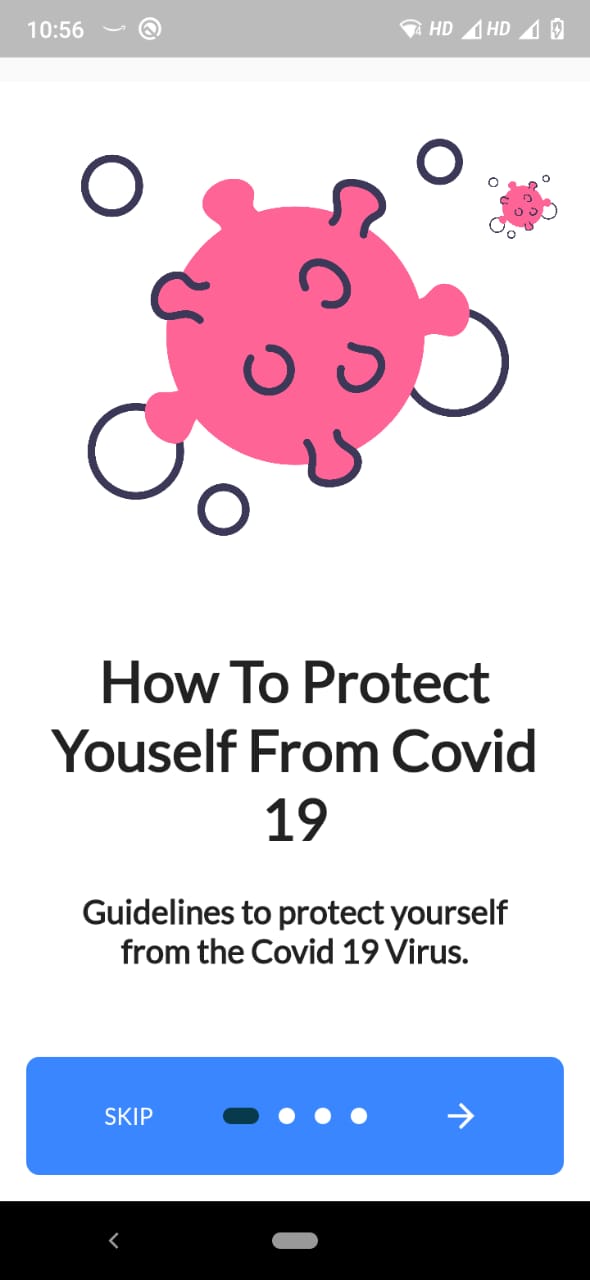 10:56 HD HD
How To Protect
Youself From Covid
19
Guidelines to protect yourself
from the Covid 19 Virus.
SKIP